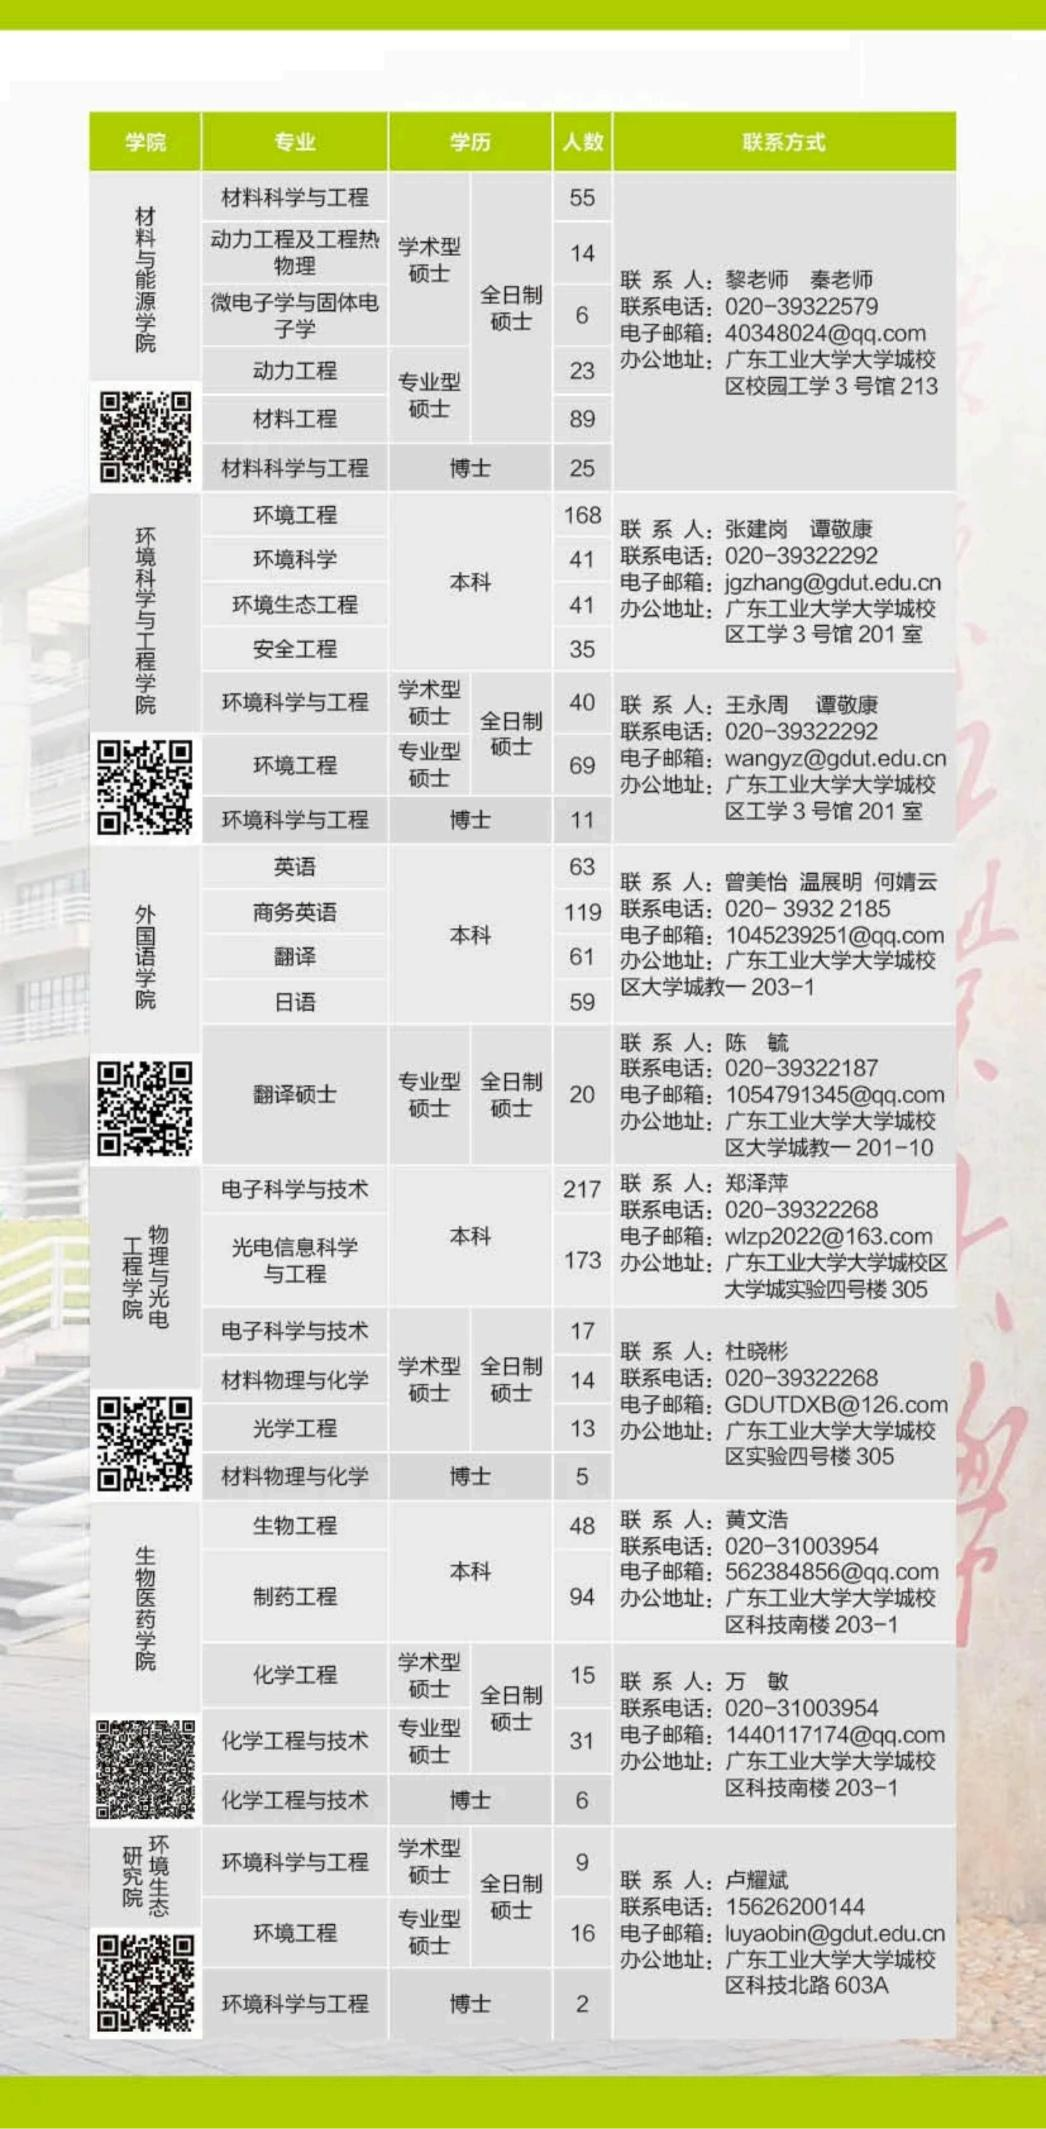 学院 专业 学历 人数 联系方式
材料与能源学院
材料科学与工程 55
动力工程及工程热
物理 14
微电子学与固体电
子学 6
学术型
硕士
动力工程 23
材料工程 89
专业型
硕士
全日制
硕士
材料科学与工程 博士 25
联 系 人：黎老师 秦老师
联系电话：020-39322579
电子邮箱：40348024@qq.com
办公地址：广东工业大学大学城校
区校园工学 3 号馆 213
环境科学与工程学院
环境工程 168
环境科学 41
环境生态工程 41
安全工程 35
本科
联 系 人：张建岗 谭敬康
联系电话：020-39322292
电子邮箱：jgzhang@gdut.edu.cn
办公地址：广东工业大学大学城校
区工学 3 号馆 201 室
环境科学与工程 40
学术型
硕士
环境工程 69
专业型
硕士
全日制
硕士
环境科学与工程 博士 11
联 系 人：王永周 谭敬康
联系电话：020-39322292
电子邮箱：wangyz@gdut.edu.cn
办公地址：广东工业大学大学城校
区工学 3 号馆 201 室
外国语学院
英语 63
商务英语 119
翻译 61
日语 59
本科
联 系 人：曾美怡 温展明 何婧云
联系电话：020- 3932 2185
电子邮箱：1045239251@qq.com
办公地址：广东工业大学大学城校
区大学城教一 203-1
翻译硕士 20
专业型
硕士
全日制
硕士
联 系 人：陈 毓
联系电话：020-39322187
电子邮箱：1054791345@qq.com
办公地址：广东工业大学大学城校
区大学城教一 201-10
物理与光电
工程学院
电子科学与技术 217
光电信息科学
与工程 173
本科
联 系 人：郑泽萍
联系电话：020-39322268
电子邮箱：wlzp2022@163.com
办公地址：广东工业大学大学城校区
大学城实验四号楼 305
电子科学与技术 17
材料物理与化学 14
光学工程 13
学术型
硕士
全日制
硕士
材料物理与化学 博士 5
联 系 人：杜晓彬
联系电话：020-39322268
电子邮箱：GDUTDXB@126.com
办公地址：广东工业大学大学城校
区实验四号楼 305
生物医药学院
生物工程 48
制药工程 94
本科
联 系 人：黄文浩
联系电话：020-31003954
电子邮箱：562384856@qq.com
办公地址：广东工业大学大学城校
区科技南楼 203-1
化学工程 15
学术型
硕士
化学工程与技术 31
专业型
硕士
全日制
硕士
化学工程与技术 博士 6
联 系 人：万 敏
联系电话：020-31003954
电子邮箱：1440117174@qq.com
办公地址：广东工业大学大学城校
区科技南楼 203-1
环境生态
研究院
环境科学与工程 9
学术型
硕士
环境工程 16
专业型
硕士
全日制
硕士
环境科学与工程 博士 2
联 系 人：卢耀斌
联系电话：15626200144
电子邮箱：luyaobin@gdut.edu.cn
办公地址：广东工业大学大学城校
区科技北路 603A